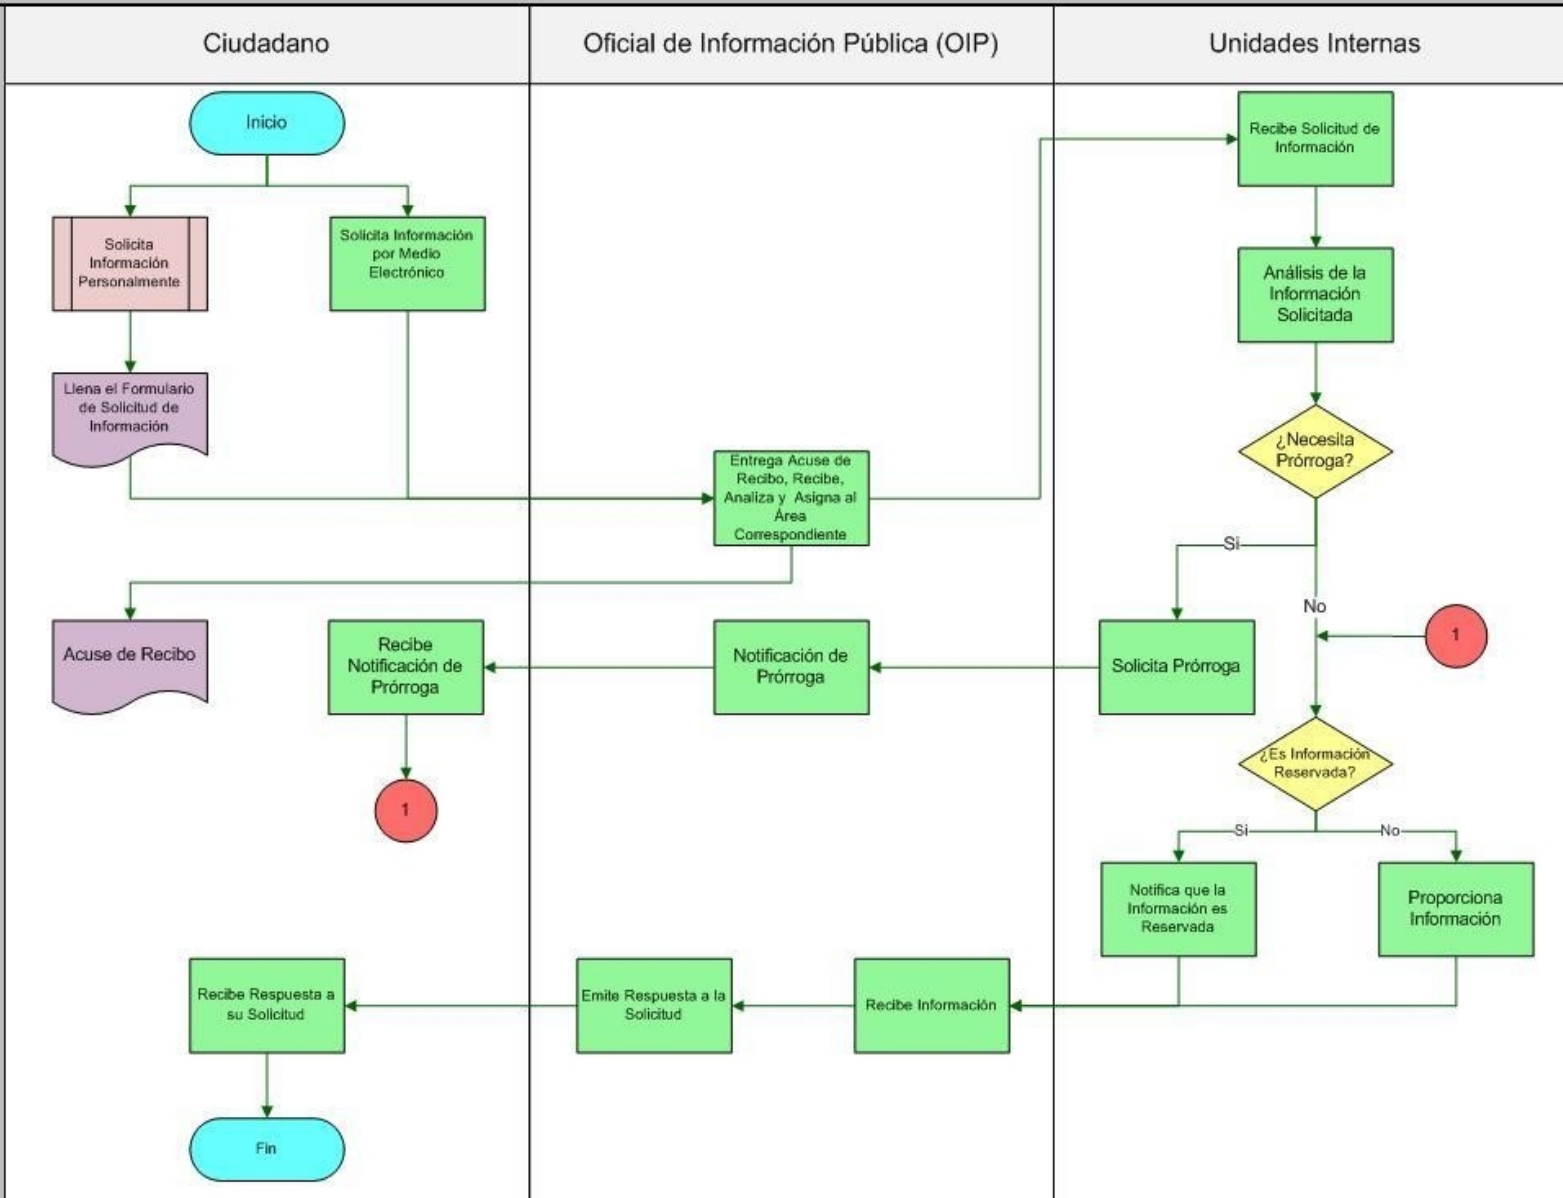 Ciudadano
Oficial de Información Pública (OIP)
Unidades Internas
Inicio
Solicita
Información
Personalmente
Solicita Información
por Medio
Electrónico
Llena el Formulario
de Solicitud de
Información
Entrega Acuse de
Recibo, Recibe,
Analiza y Asigna al
Área
Correspondiente
Recibe Solicitud de
Información
Análisis de la
Información
Solicitada
¿Necesita
Prórroga?
Si
No
1
Acuse de Recibo
Recibe
Notificación de
Prórroga
Notificación de
Prórroga
Solicita Prórroga
1
¿Es Información
Reservada?
Si
No
Notifica que la
Información es
Reservada
Proporciona
Información
Recibe Respuesta a
su Solicitud
Emite Respuesta a la
Solicitud
Recibe Información
Fin